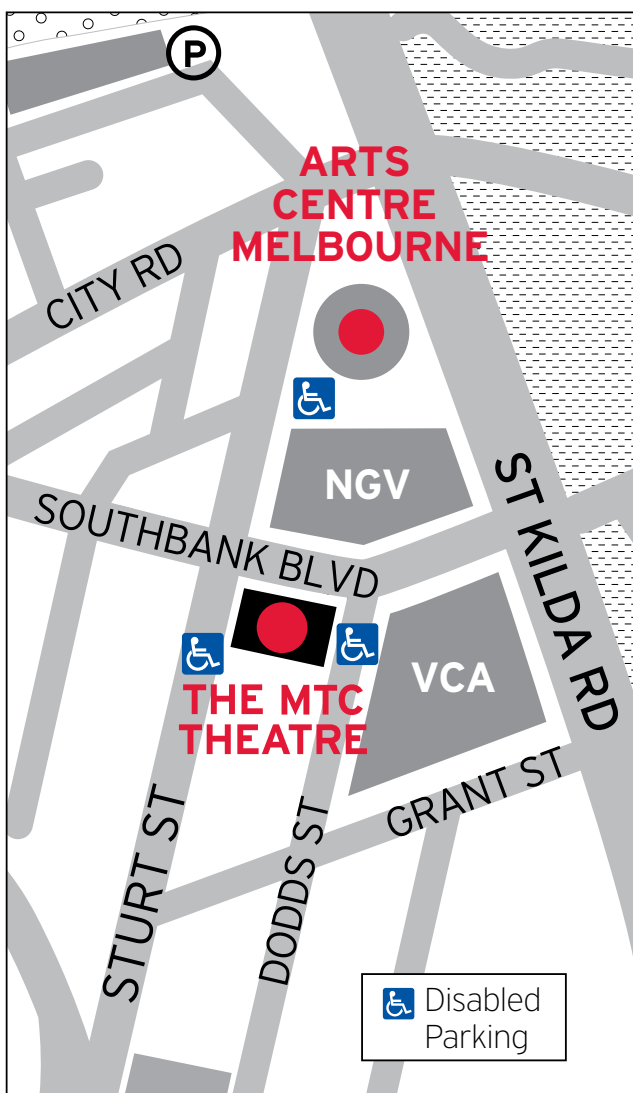 P
ARTS
CENTRE
MELBOURNE
CITY RD
NGV
ST KILDA RD
SOUTHBANK BLVD
VCA
THE MTC
THEATRE
GRANT ST
STURT ST
DODDS ST
Disabled
Parking